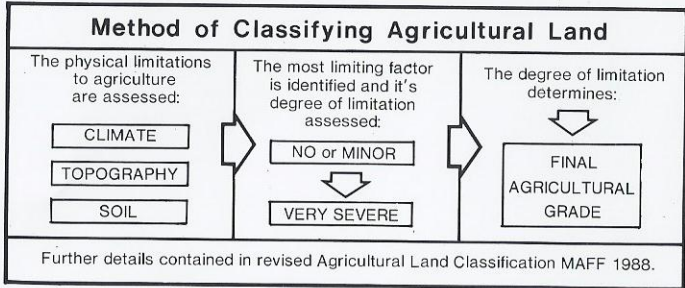 Method of Classifying Agricultural Land
The physical limitations
to agriculture
are assessed:
CLIMATE
TOPOGRAPHY
SOIL
The most limiting factor
is identified and it's
degree of limitation
assessed:
NO or MINOR
VERY SEVERE
The degree of limitation
determines:
FINAL
AGRICULTURAL
GRADE
Further details contained in revised Agricultural Land Classification MAFF 1988.